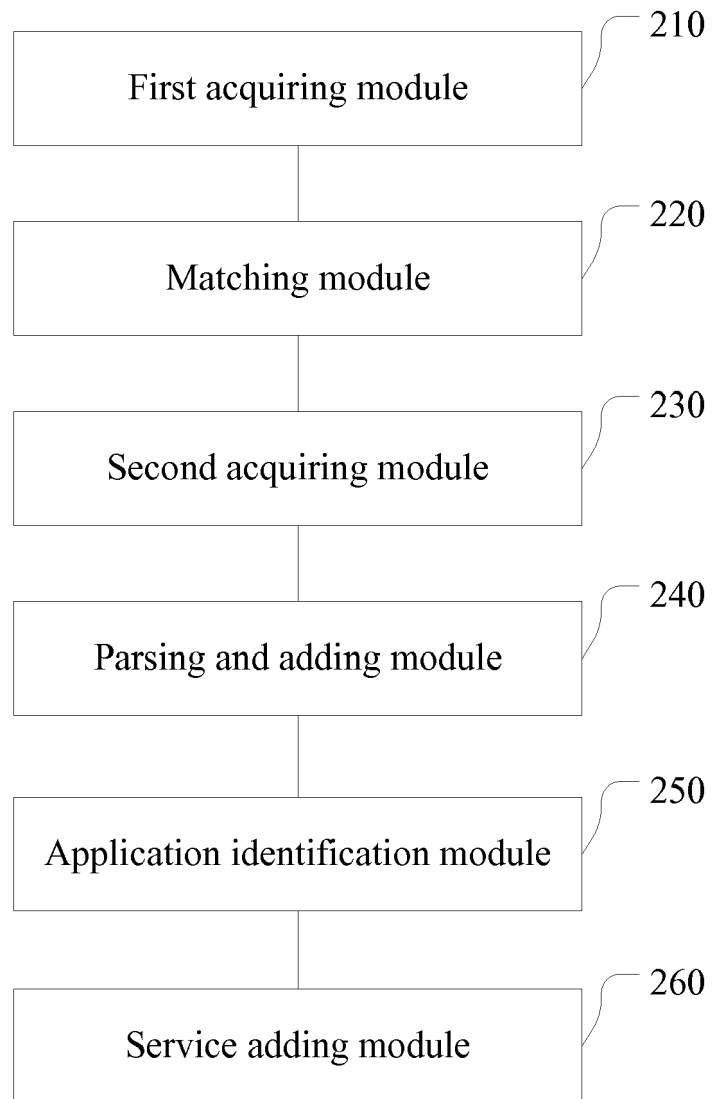 210
First acquiring module
220
Matching module
230
Second acquiring module
240
Parsing and adding module
250
Application identification module
260
Service adding module